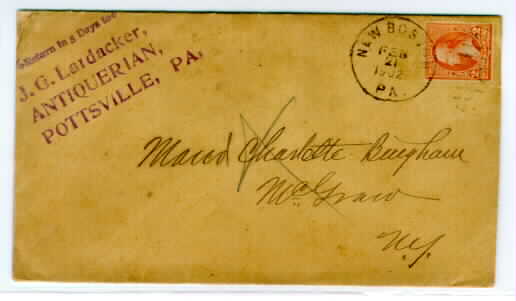 Return in 5 Days to
J. G. Lardacker,
ANTIQUERIAN,
POTTSVILLE, PA.
NEW BOS
FEB
21
1902
PA.
Maud Charlotte Bingham
McGraw
N.Y.